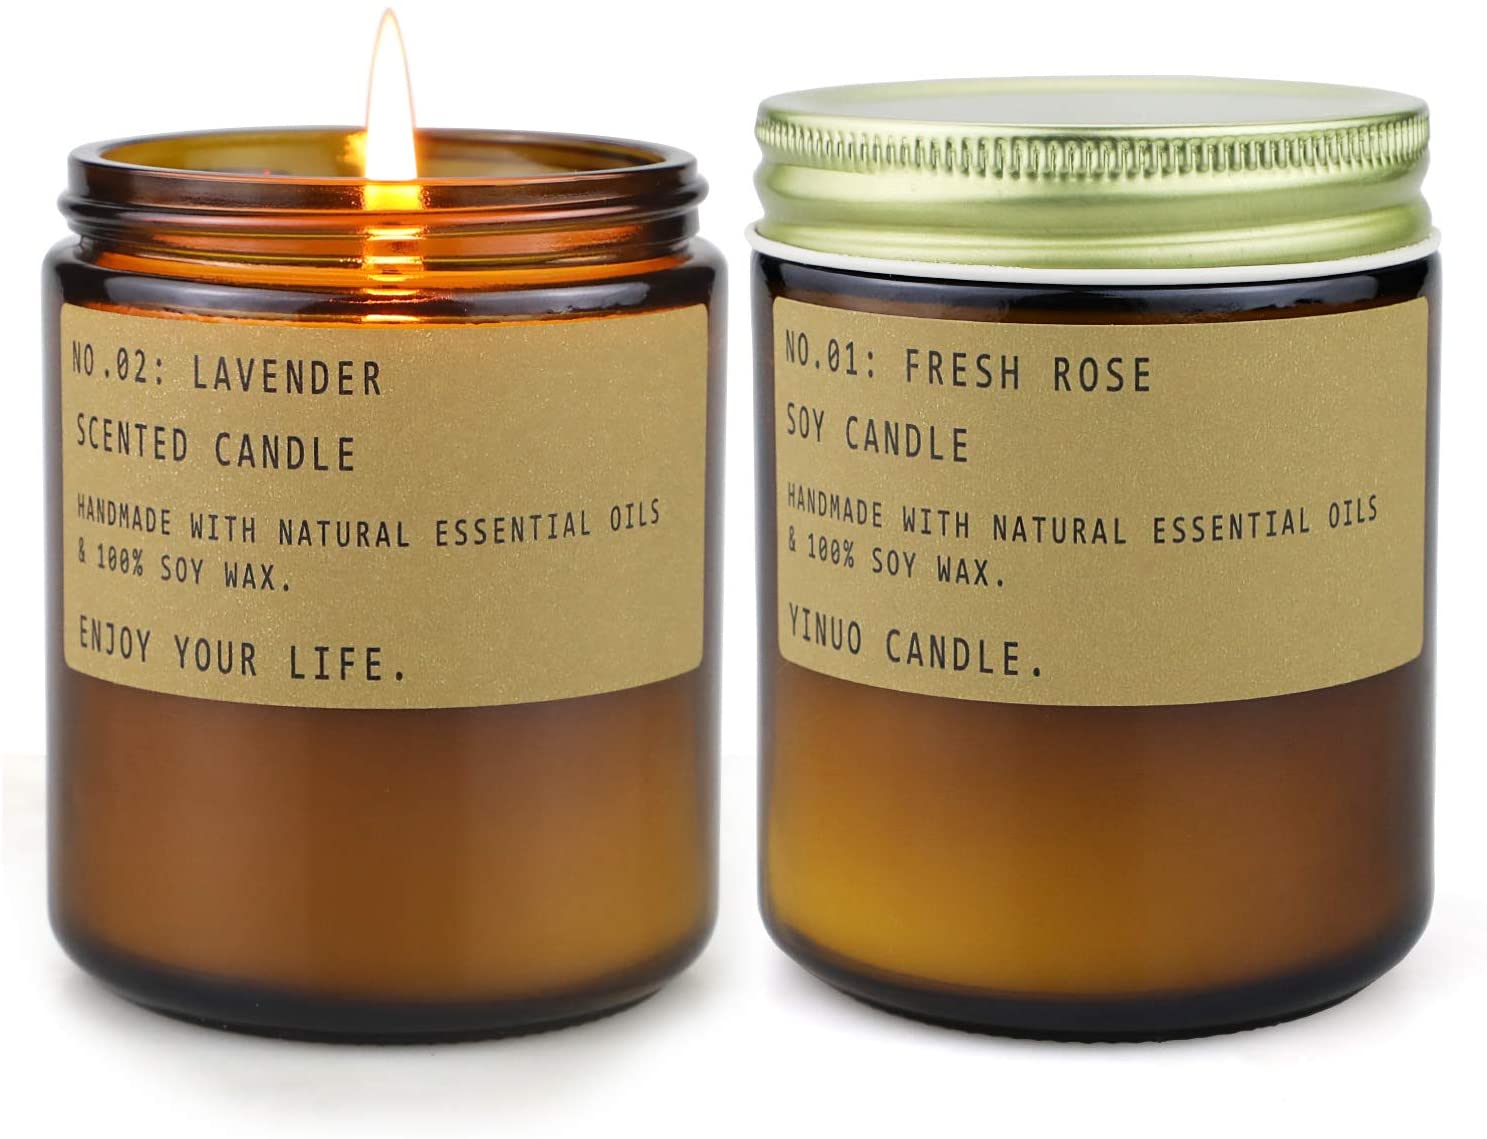 NO.02: LAVENDER
SCENTED CANDLE
HANDMADE WITH NATURAL ESSENTIAL OILS
& 100% SOY WAX.
ENJOY YOUR LIFE.
NO.01: FRESH ROSE
SOY CANDLE
HANDMADE WITH NATURAL ESSENTIAL OILS
& 100% SOY WAX.
YINUO CANDLE.